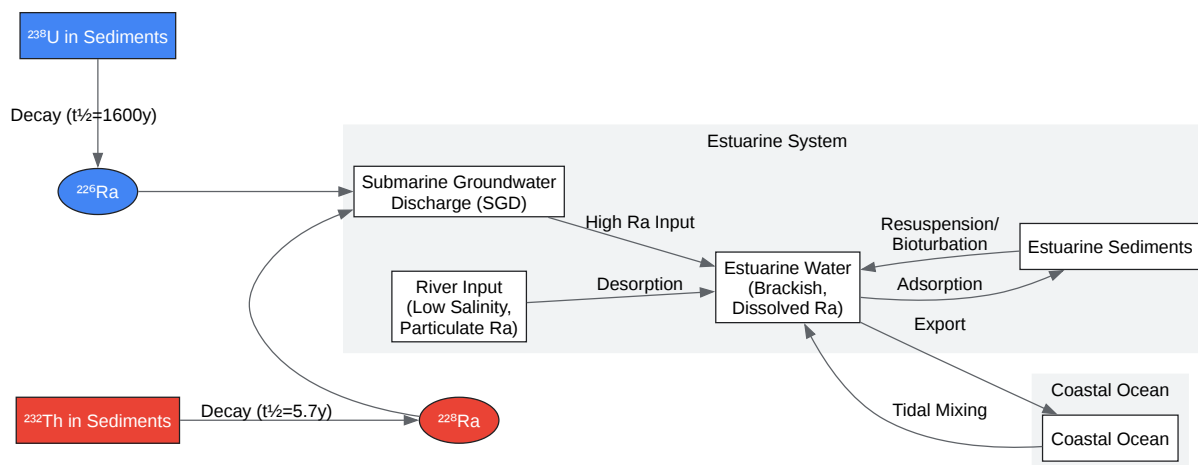 ²³⁸U in Sediments
Decay (t½=1600y)
²²⁶Ra
Estuarine System
Submarine Groundwater
Discharge (SGD)
High Ra Input
Resuspension/
Bioturbation
Estuarine Sediments
River Input
(Low Salinity,
Particulate Ra)
Desorption
Estuarine Water
(Brackish,
Dissolved Ra)
Adsorption
Export
²³²Th in Sediments
Decay (t½=5.7y)
²²⁸Ra
Tidal Mixing
Coastal Ocean
Coastal Ocean